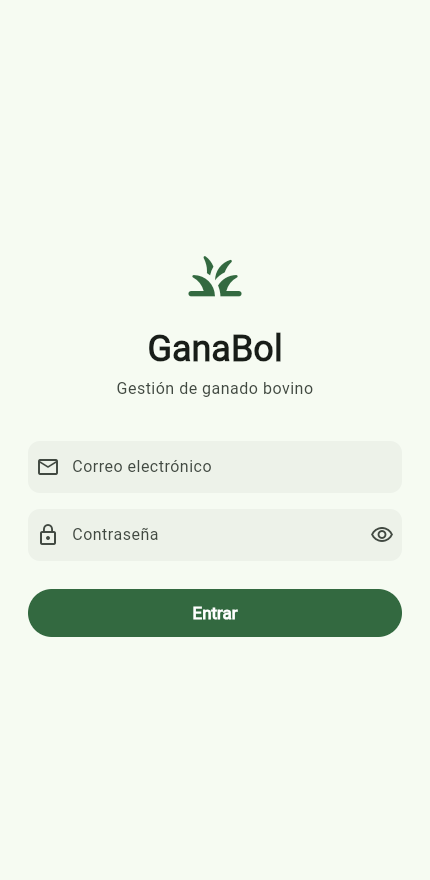 GanaBol
Gestión de ganado bovino
Correo electrónico
Contraseña
Entrar